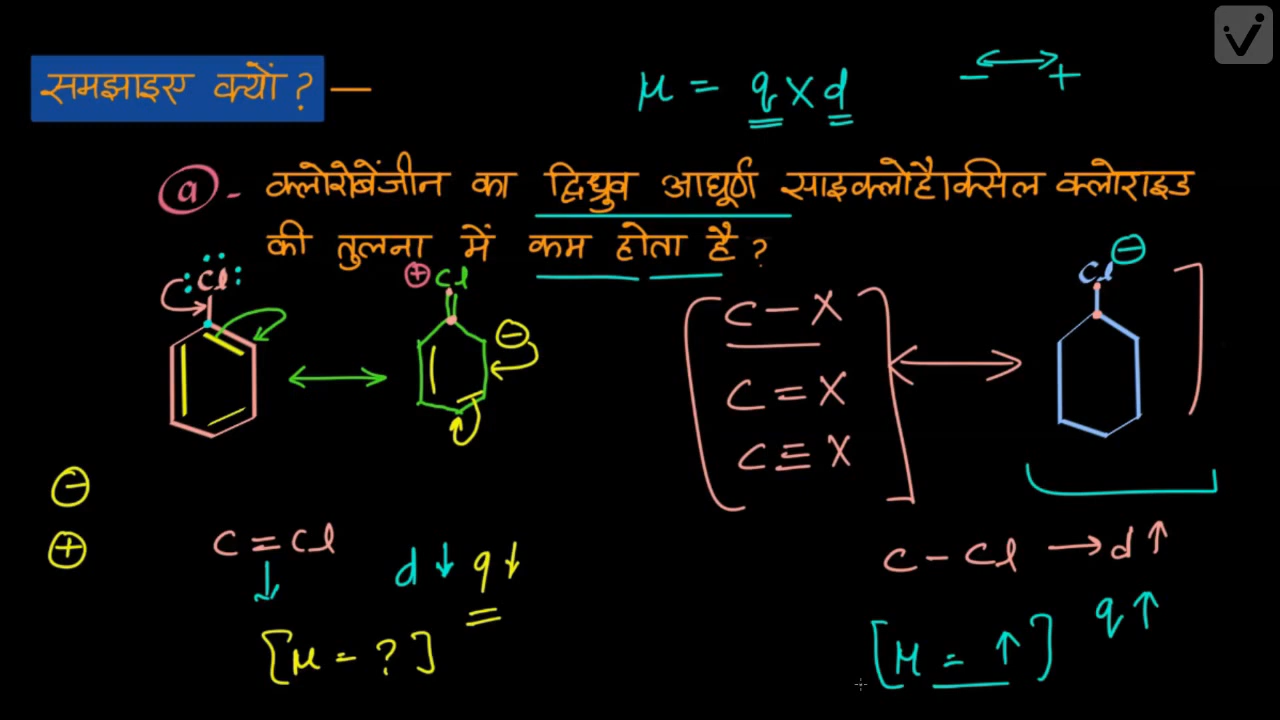 समझाइए क्यों ? —
μ = q × d
− ⟷ +
a - क्लोरोबेंजीन का द्विध्रुव आघूर्ण साइक्लोहैक्सिल क्लोराइड
की तुलना में कम होता है ?
Cl
⊕ Cl
⊖
C − X
C = X
C ≡ X
Cl ⊖
⊖
⊕
C = Cl
d ↓ q ↓
[μ = ?]
C − Cl → d ↑
q ↑
[μ = ↑]